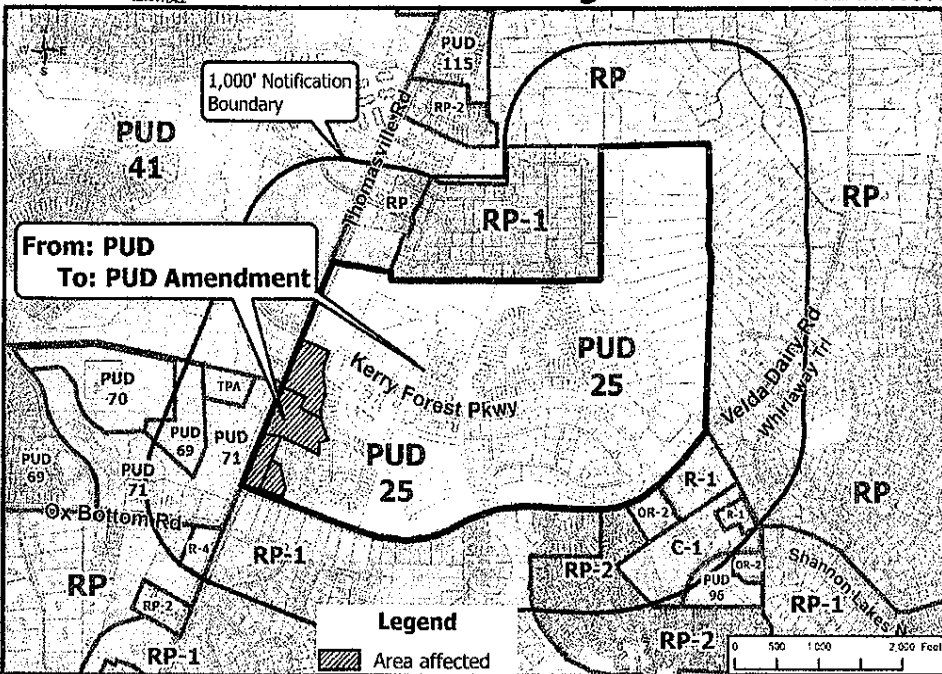 PUD
115
RP
1,000' Notification
Boundary
RP-2
PUD
41
Thomasville Rd
RP
RP
RP-1
From: PUD
To: PUD Amendment
PUD
25
Kerry Forest Pkwy
Velda Dairy Rd
Whirlaway Trl
PUD
70
TPA
PUD
69
PUD
71
PUD
25
PUD
69
PUD
71
R-1
RP
Ox Bottom Rd
OR-2
R-1
C-1
R-4
RP-1
RP-2
OR-2
Shannon Lakes N
RP
PUD
96
RP-1
RP-2
Legend
RP-2
RP-1
Area affected
0 500 1 000 2,000 Feet